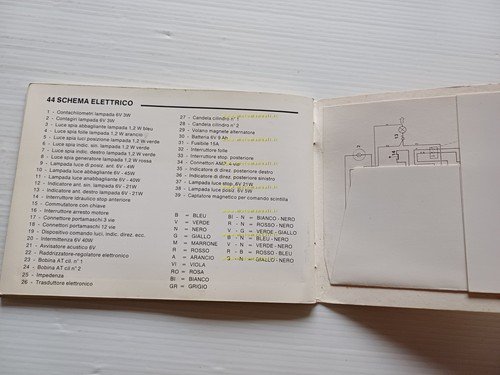 44 SCHEMA ELETTRICO
1 - Contachilometri lampada 6V 3W
2 - Contagiri lampada 6V 3W
3 - Luce spia abbagliante lampada 1,2 W bleu
4 - Luce spia folle lampada 1,2 W arancio
5 - Luce spia luci posizione lampada 1,2 W verde
6 - Luce spia indic. sin. lampada 1,2 W verde
7 - Luce spia indic. destro lampada 1,2 W verde
8 - Luce spia generatore lampada 1,2 W rossa
9 - Lampada luce di posiz. ant. 6V - 4W
10 - Lampada luce abbagliante 6V - 45W
11 - Lampada luce anabbagliante 6V - 40W
12 - Indicatore ant. sin. lampada 6V - 21W
13 - Indicatore ant. destro lampada 6V - 21W
14 - Interruttore idraulico stop anteriore
15 - Commutatore con chiave
16 - Interruttore arresto motore
17 - Connettore portamaschi 3 vie
18 - Connettore portamaschi 12 vie
19 - Dispositivo comando luci, indic. direz. ecc.
20 - Intermittenza 6V 40W
21 - Avvisatore acustico 6V
22 - Raddrizzatore-regolatore elettronico
23 - Bobina AT cil n° 1
24 - Bobina AT cil n° 2
25 - Impedenza
26 - Trasduttore elettronico
27 - Candela cilindro n° 1
28 - Candela cilindro n° 2
29 - Volano magnete alternatore
30 - Batteria 6V 9 Ah
31 - Fusibile 15A
32 - Interruttore folle
33 - Interruttore stop. posteriore
34 - Connettore AMP 4 vie
35 - Indicatore di direz. posteriore destro
36 - Indicatore di direz. posteriore sinistro
37 - Lampada luce stop. 6V 21W
38 - Lampada luce posiz. 6V 5W
39 - Captatore magnetico per comando scintilla
B = BLEU
V = VERDE
N = NERO
G = GIALLO
M = MARRONE
R = ROSSO
A = ARANCIO
VI = VIOLA
RO = ROSA
BI = BIANCO
GR = GRIGIO
BI - N = BIANCO - NERO
R - N = ROSSO - NERO
V - G = VERDE - GIALLO
B - N = BLEU - NERO
V - N = VERDE - NERO
R - B = ROSSO - BLEU
G - N = GIALLO - NERO